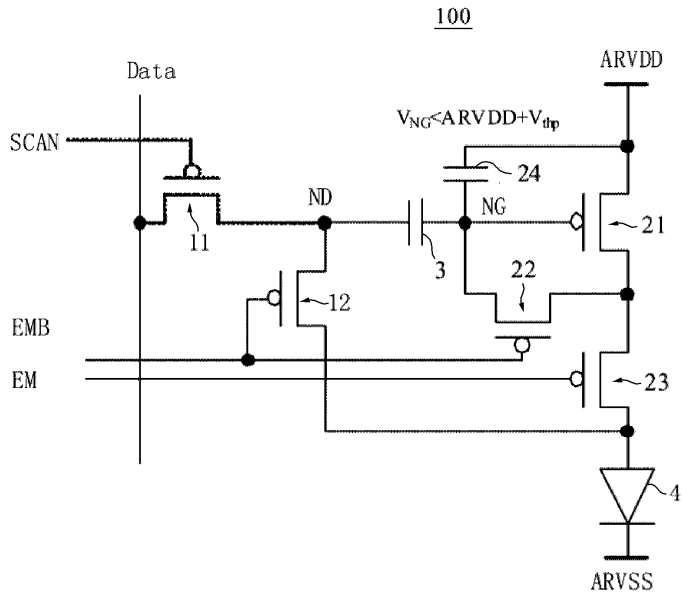 100
Data
ARVDD
V_NG<ARVDD+V_thp
SCAN
24
ND
NG
21
11
3
22
12
EMB
EM
23
4
ARVSS